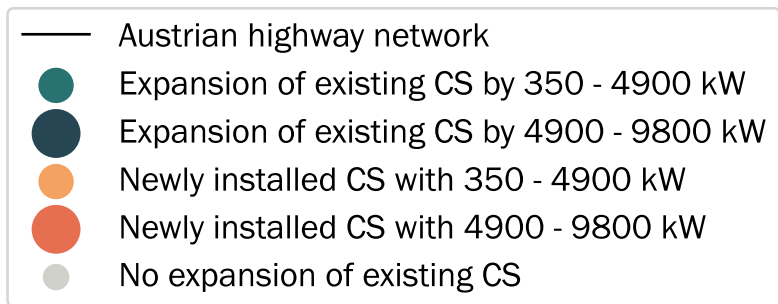 Austrian highway network
Expansion of existing CS by 350 - 4900 kW
Expansion of existing CS by 4900 - 9800 kW
Newly installed CS with 350 - 4900 kW
Newly installed CS with 4900 - 9800 kW
No expansion of existing CS